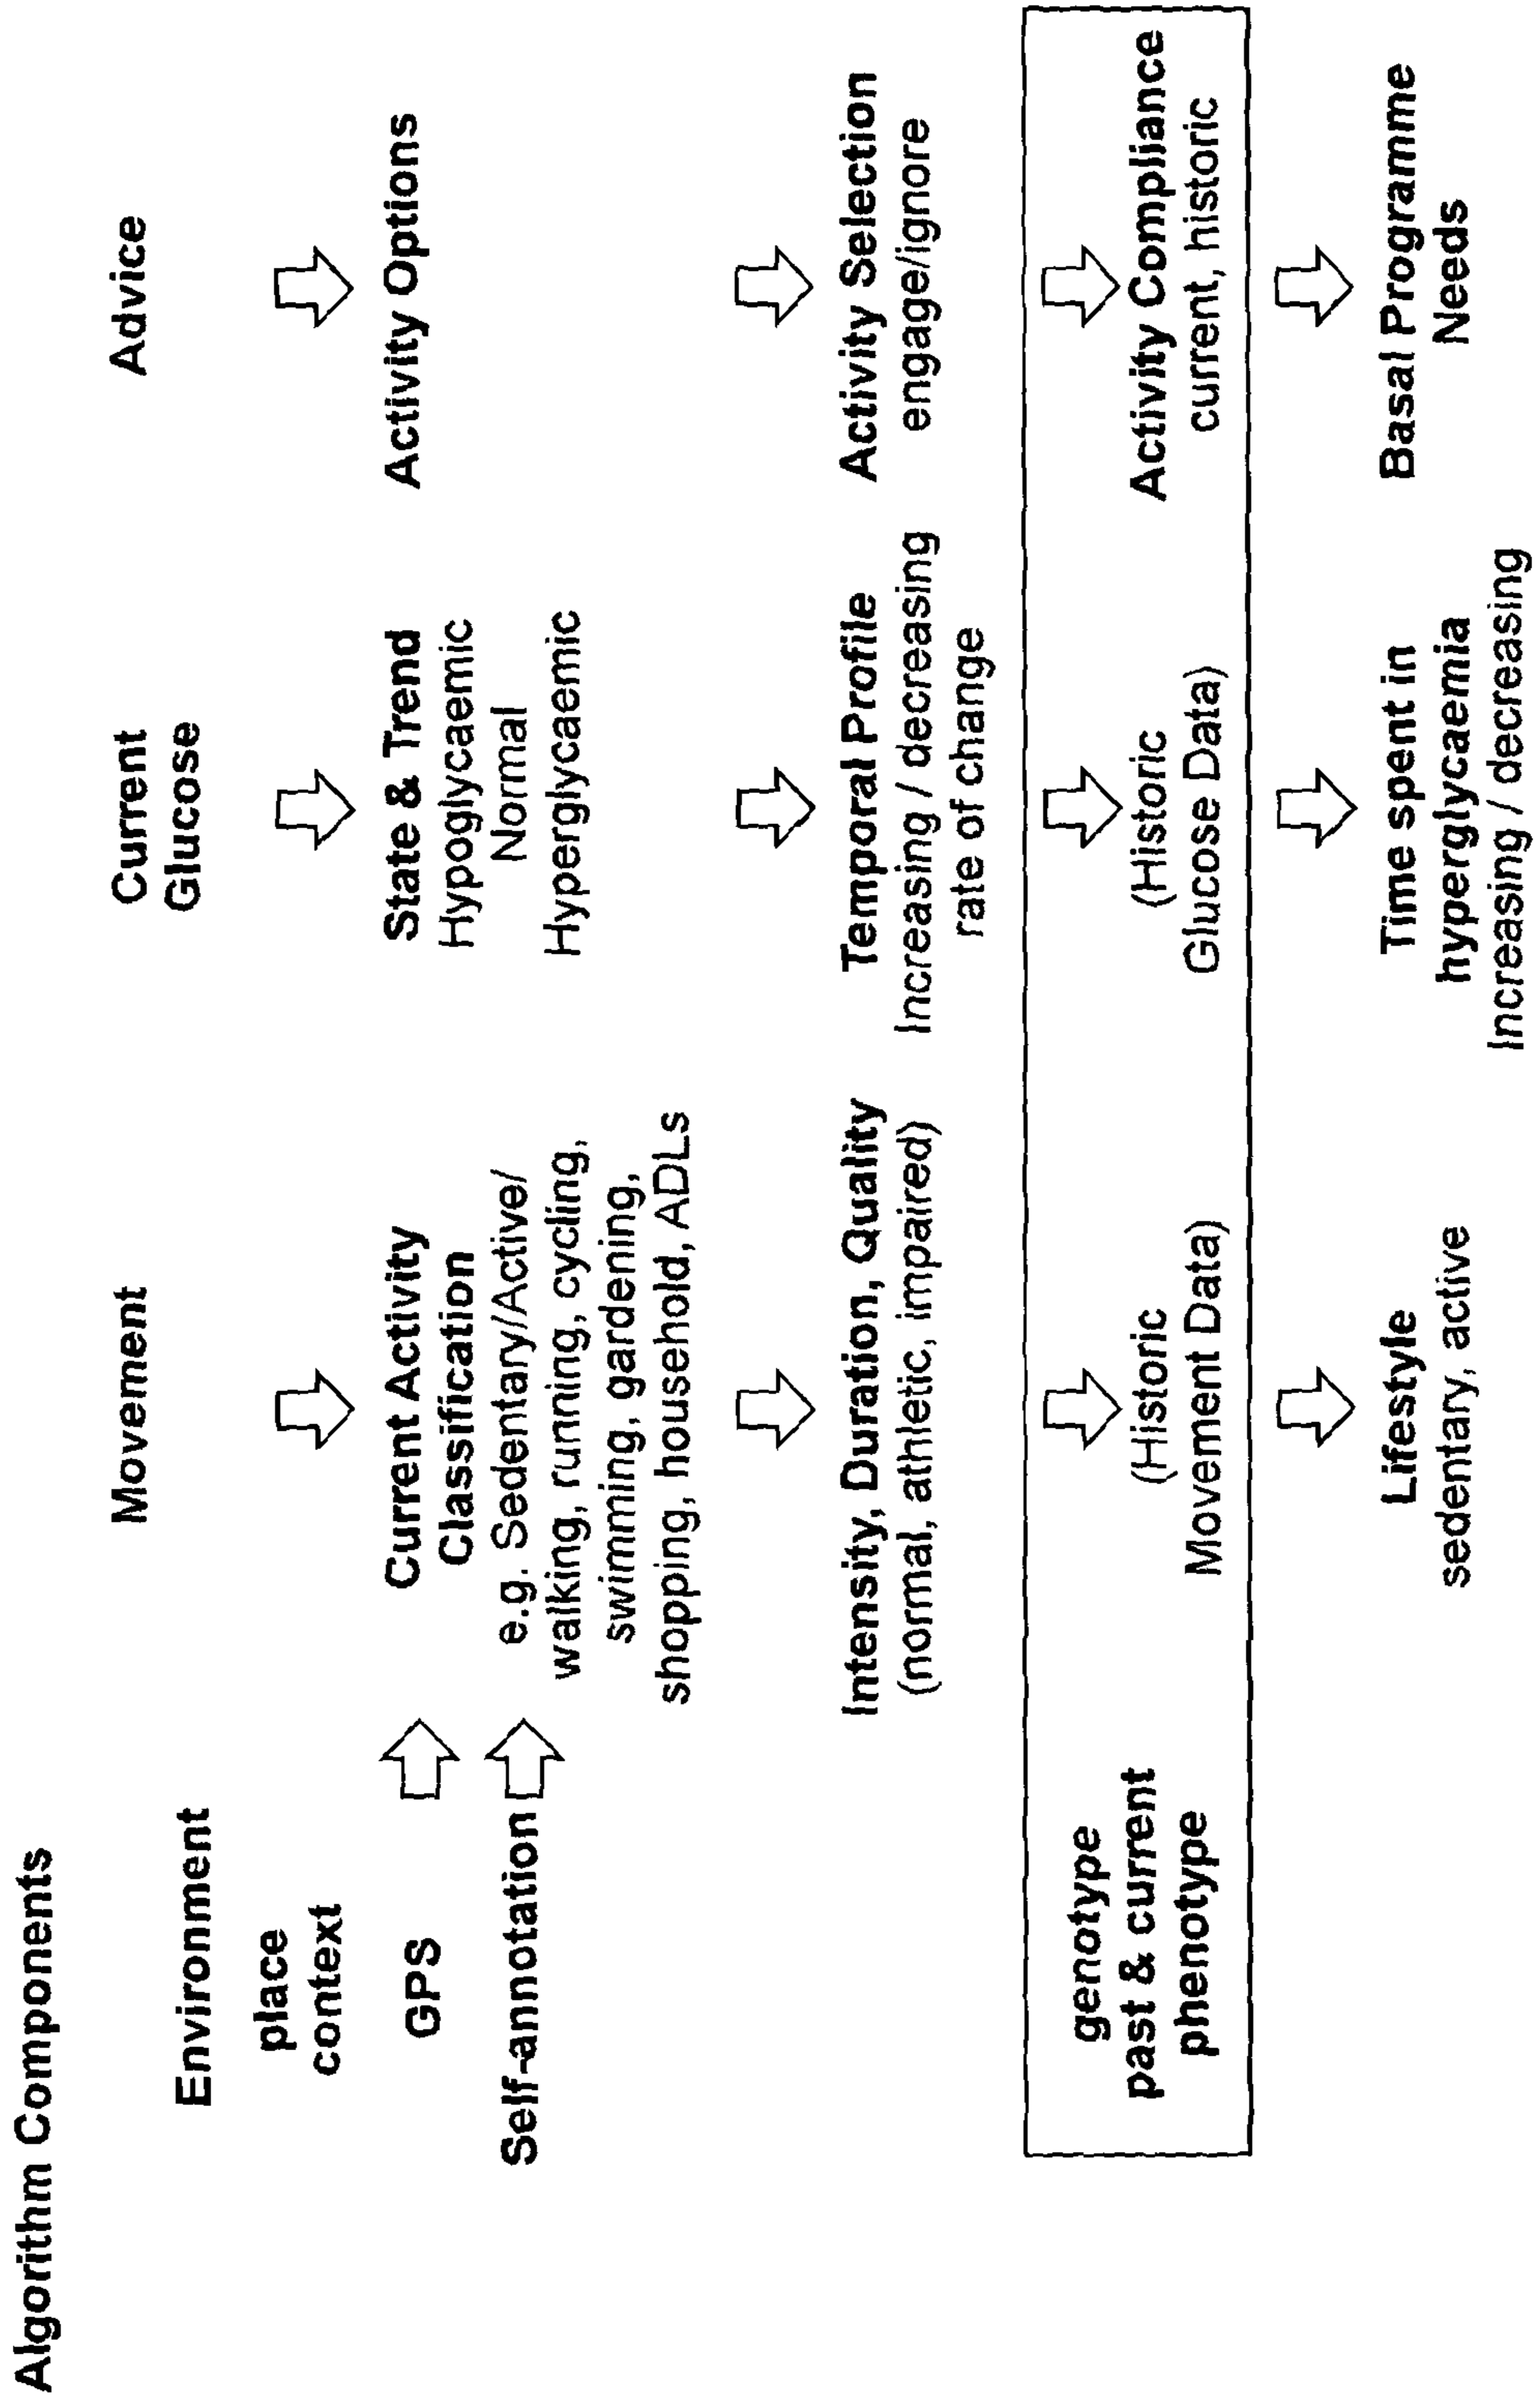 Algorithm Components
Environment
place
context
GPS
Self-annotation
Movement
Current Activity
Classification
e.g. Sedentary/Active/
walking, running, cycling,
swimming, gardening,
shopping, household, ADLs
Intensity, Duration, Quality
(normal, athletic, impaired)
Current
Glucose
State & Trend
Hypoglycaemic
Normal
Hyperglycaemic
Temporal Profile
Increasing / decreasing
rate of change
Advice
Activity Options
Activity Selection
engage/ignore
genotype
past & current
phenotype
(Historic
Movement Data)
(Historic
Glucose Data)
Activity Compliance
current, historic
Lifestyle
sedentary, active
Time spent in
hyperglycaemia
Increasing / decreasing
Basal Programme
Needs